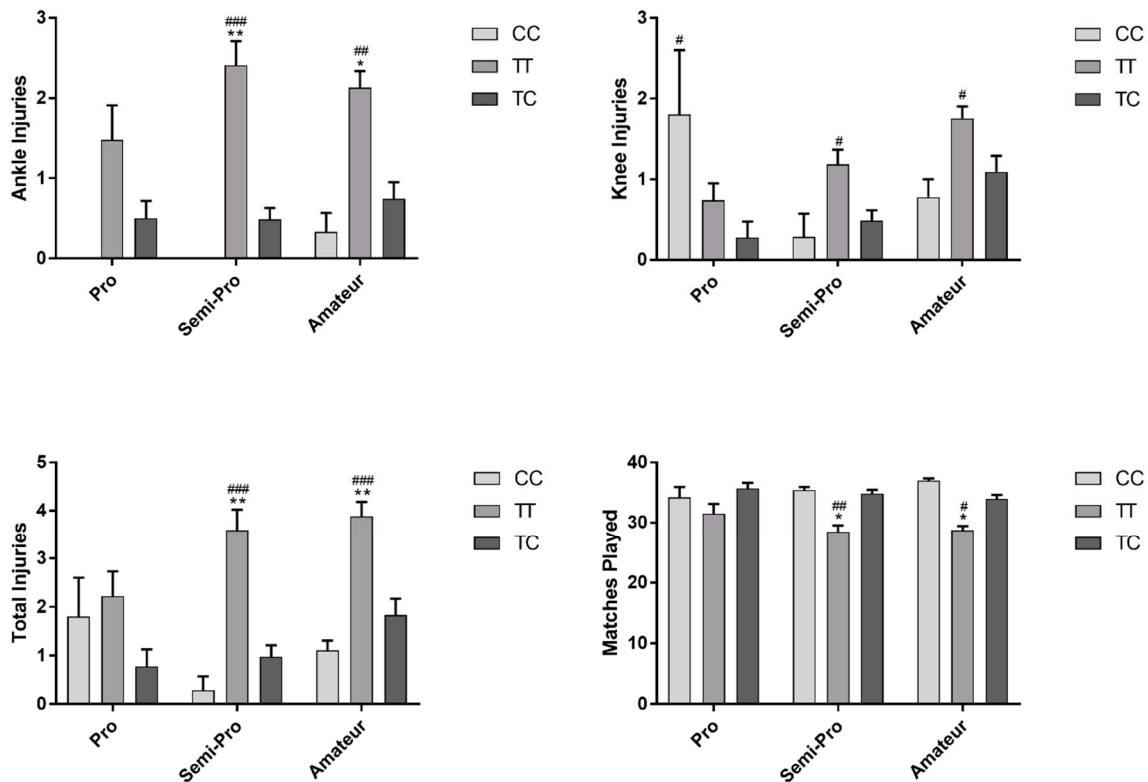 Ankle Injuries
3
2
1
0
###
**
##
*
Pro
Semi-Pro
Amateur
CC
TT
TC
Knee Injuries
3
2
1
0
#
#
#
Pro
Semi-Pro
Amateur
CC
TT
TC
Total Injuries
5
4
3
2
1
0
###
**
###
**
Pro
Semi-Pro
Amateur
CC
TT
TC
Matches Played
40
30
20
10
0
##
*
#
*
Pro
Semi-Pro
Amateur
CC
TT
TC